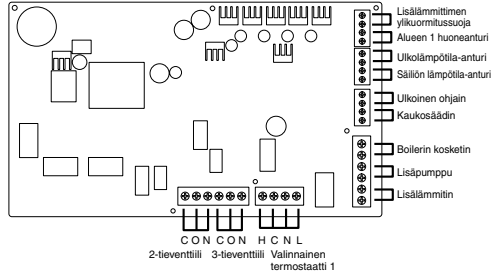 Lisälämmittimen
ylikuormitussuoja
Alueen 1 huoneanturi
Ulkolämpötila-anturi
Säiliön lämpötila-anturi
Ulkoinen ohjain
Kaukosäädin
Boilerin kosketin
Lisäpumppu
Lisälämmitin
C O N C O N H C N L
2-tieventtiili 3-tieventtiili Valinnainen
termostaatti 1